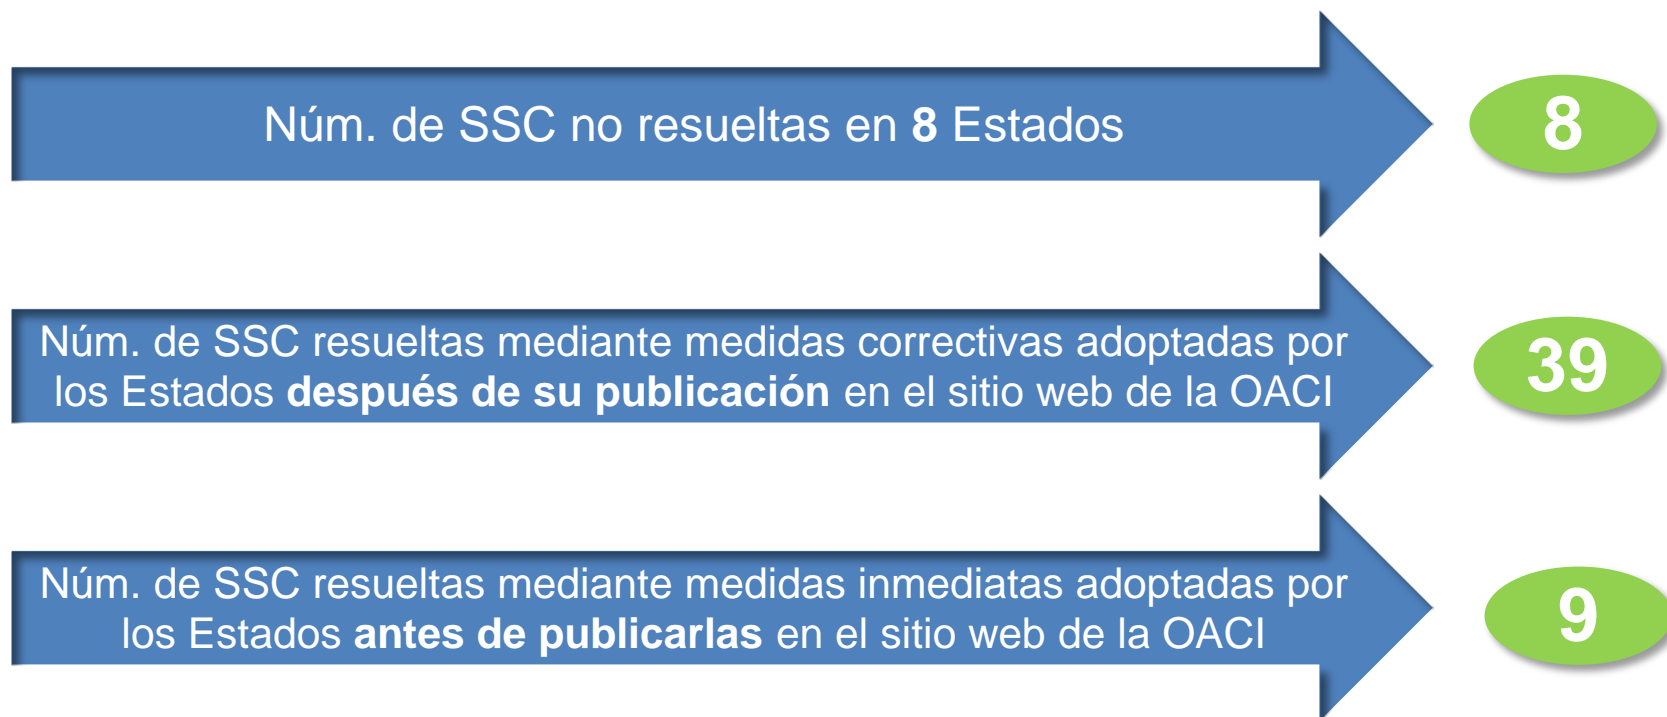 Núm. de SSC no resueltas en 8 Estados
8
Núm. de SSC resueltas mediante medidas correctivas adoptadas por
los Estados después de su publicación en el sitio web de la OACI
39
Núm. de SSC resueltas mediante medidas inmediatas adoptadas por
los Estados antes de publicarlas en el sitio web de la OACI
9